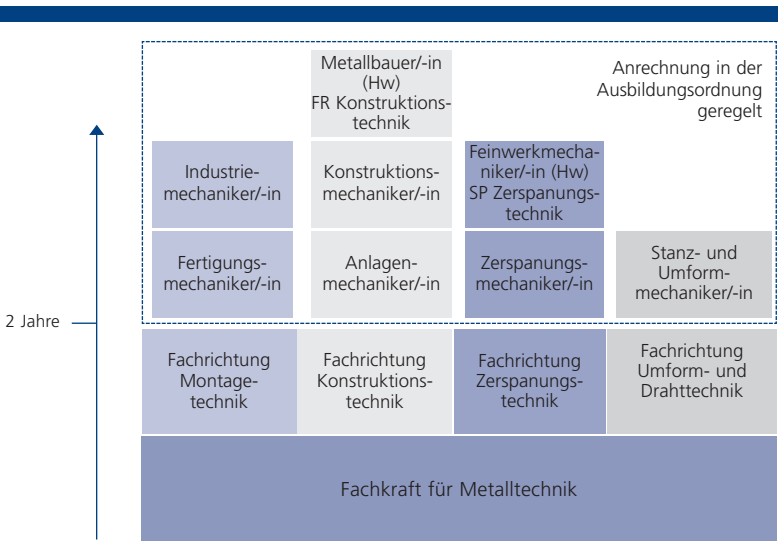 Metallbauer/-in
(Hw)
FR Konstruktions-
technik
Anrechnung in der
Ausbildungsordnung
geregelt
Industrie-
mechaniker/-in
Konstruktions-
mechaniker/-in
Feinwerkmecha-
niker/-in (Hw)
SP Zerspanungs-
technik
Fertigungs-
mechaniker/-in
Anlagen-
mechaniker/-in
Zerspanungs-
mechaniker/-in
Stanz- und
Umform-
mechaniker/-in
2 Jahre
Fachrichtung
Montage-
technik
Fachrichtung
Konstruktions-
technik
Fachrichtung
Zerspanungs-
technik
Fachrichtung
Umform- und
Drahttechnik
Fachkraft für Metalltechnik